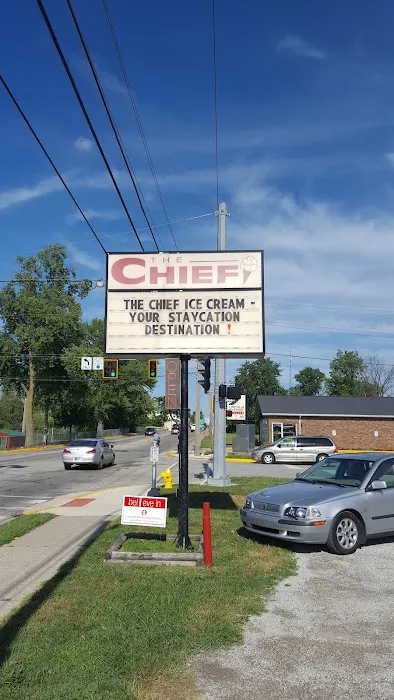 THE
CHIEF
THE CHIEF ICE CREAM -
YOUR STAYCATION
DESTINATION !
believe in